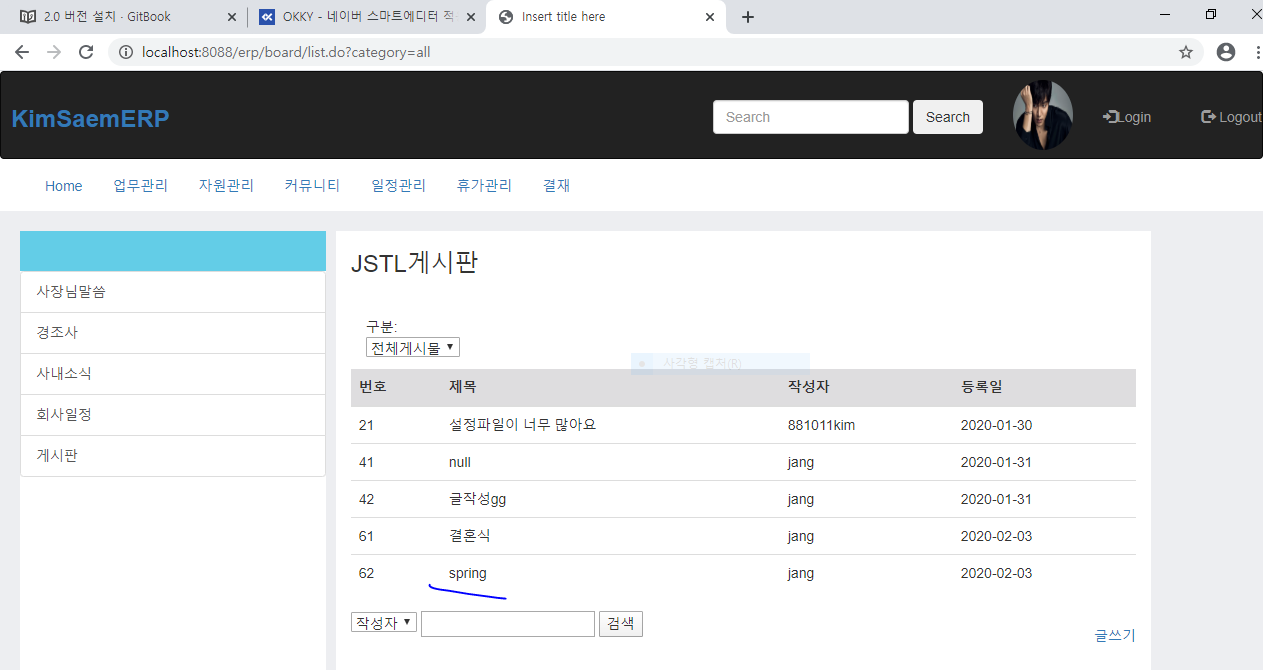 2.0 버전 설치 · GitBook
OKKY - 네이버 스마트에디터 적
Insert title here
localhost:8088/erp/board/list.do?category=all
KimSaemERP
Search
Search
Login
Logout
Home 업무관리 자원관리 커뮤니티 일정관리 휴가관리 결재
사장님말씀
경조사
사내소식
회사일정
게시판
JSTL게시판
구분:
전체게시물
사각형 캡처(R)
번호 제목 작성자 등록일
21 설정파일이 너무 많아요 881011kim 2020-01-30
41 null jang 2020-01-31
42 글작성gg jang 2020-01-31
61 결혼식 jang 2020-02-03
62 spring jang 2020-02-03
작성자 검색
글쓰기